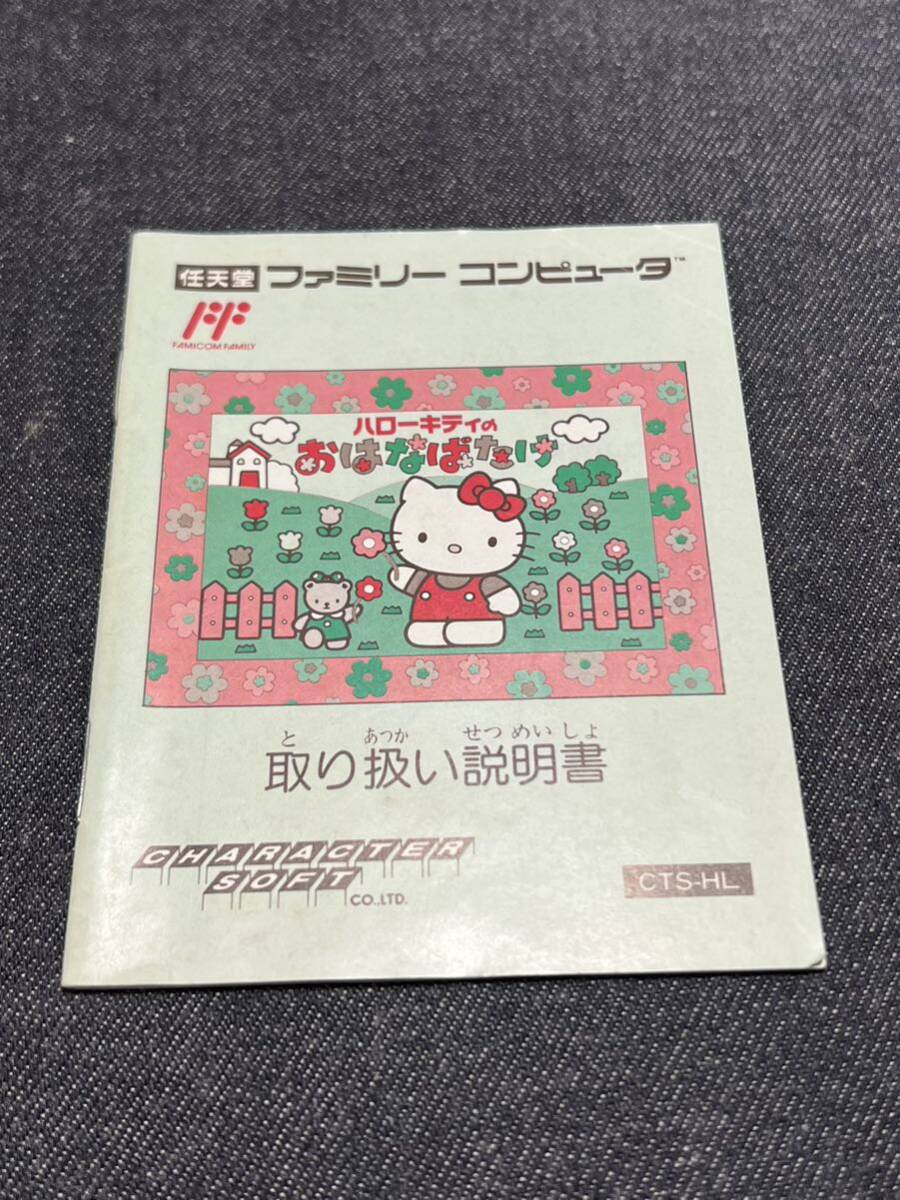 任天堂 ファミリー コンピュータ™
FAMICOM FAMILY
ハローキティの
おはなばたけ
と あつか せつ めい しょ
取り扱い説明書
CHARACTER
SOFT
CO.,LTD.
CTS-HL